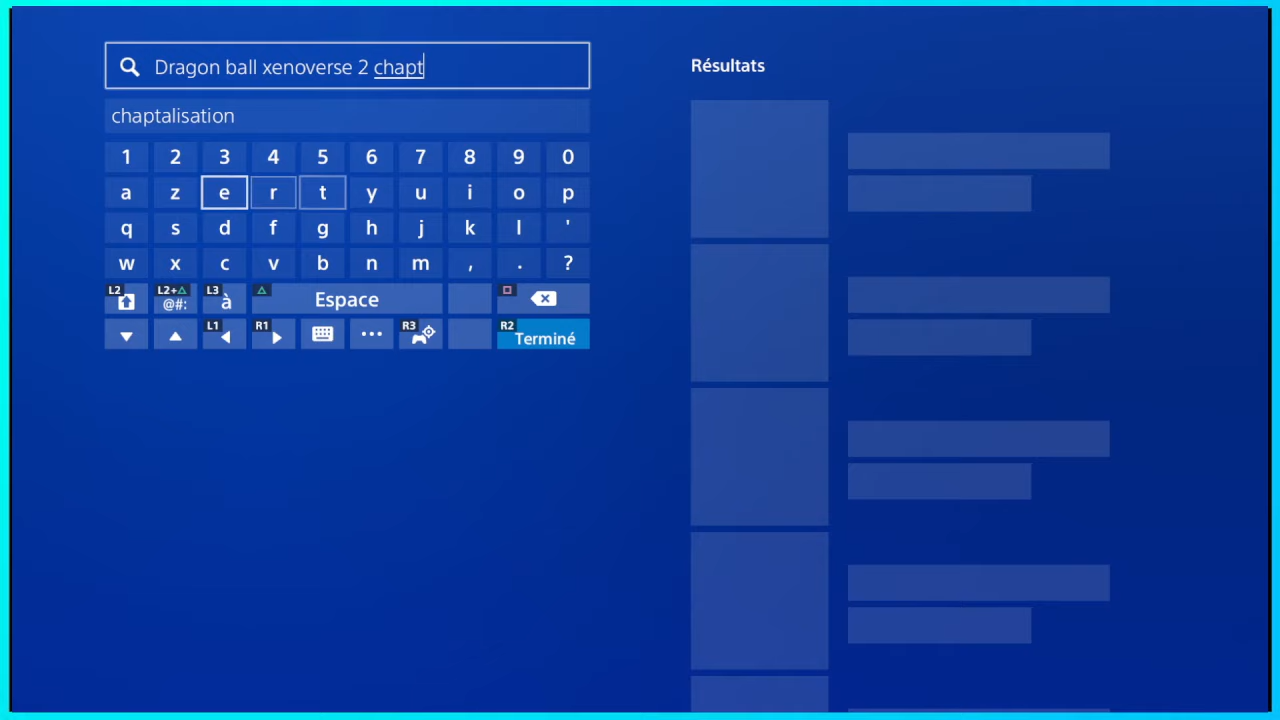 Dragon ball xenoverse 2 chapt
Résultats
chaptalisation
1 2 3 4 5 6 7 8 9 0
a z e r t y u i o p
q s d f g h j k l '
w x c v b n m , . ?
L2 L2+△ @#: L3 à △ Espace □
L1 R1 ... R3 R2 Terminé